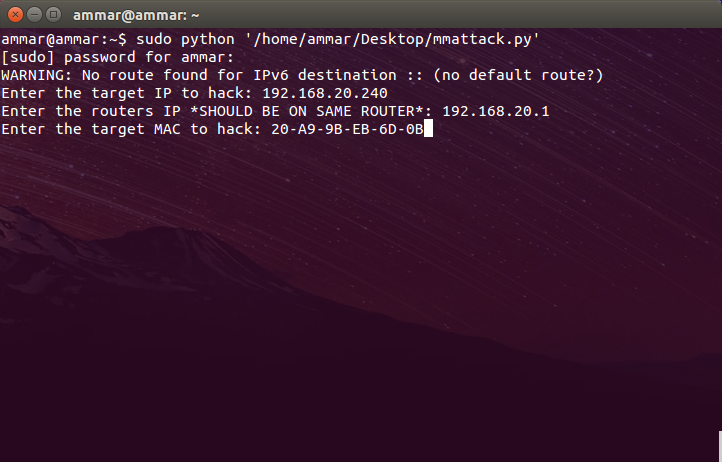 ammar@ammar: ~
ammar@ammar:~$ sudo python '/home/ammar/Desktop/mmattack.py'
[sudo] password for ammar:
WARNING: No route found for IPv6 destination :: (no default route?)
Enter the target IP to hack: 192.168.20.240
Enter the routers IP *SHOULD BE ON SAME ROUTER*: 192.168.20.1
Enter the target MAC to hack: 20-A9-9B-EB-6D-0B